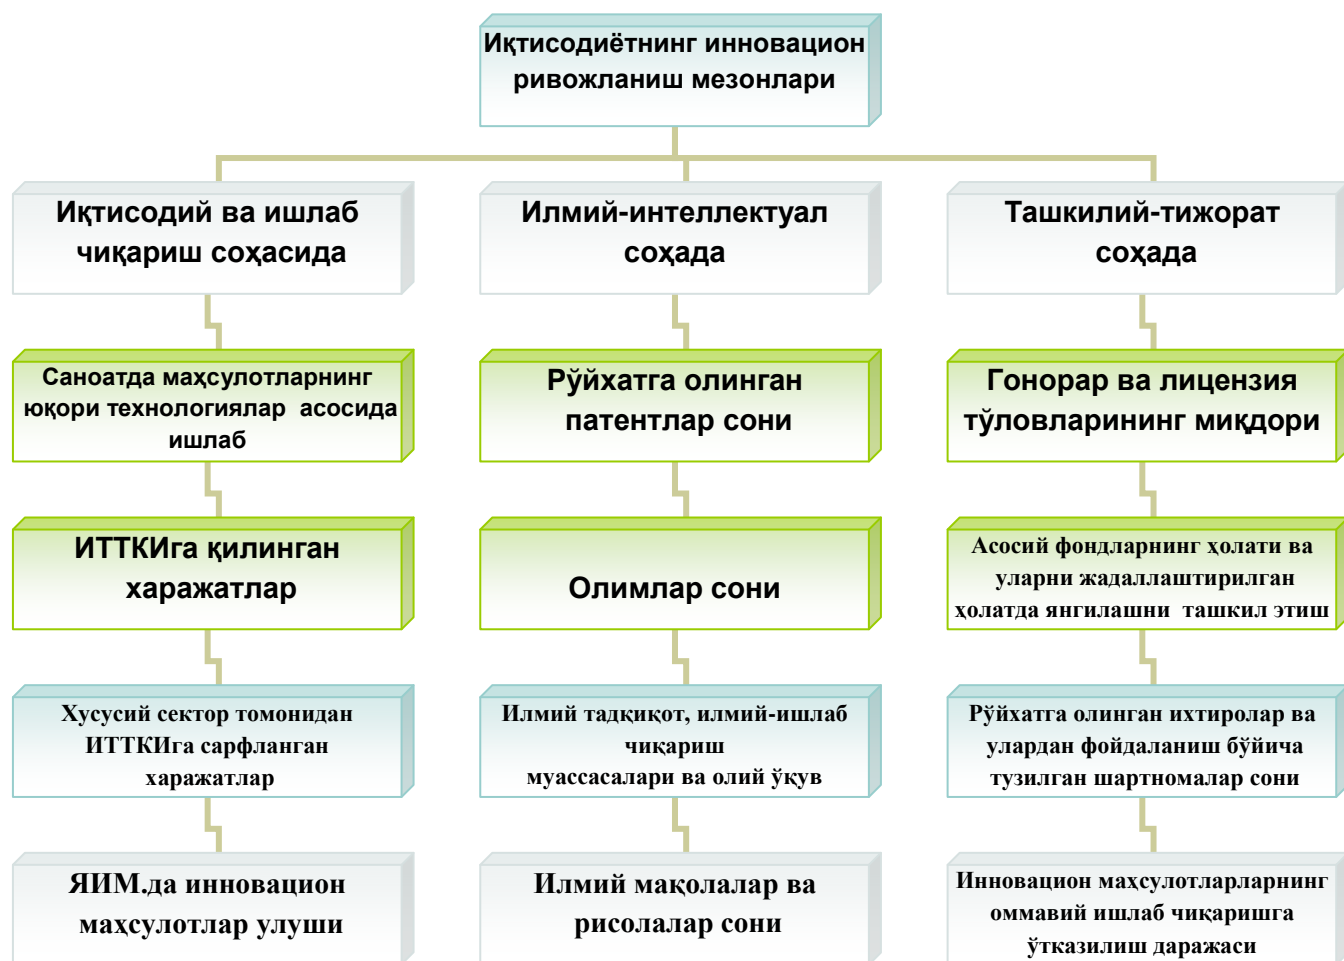 Иқтисодиётнинг инновацион
ривожланиш мезонлари
Иқтисодий ва ишлаб
чиқариш соҳасида
Илмий-интеллектуал
соҳада
Ташкилий-тижорат
соҳада
Саноатда маҳсулотларнинг
юқори технологиялар асосида
ишлаб
Рўйхатга олинган
патентлар сони
Гонорар ва лицензия
тўловларининг миқдори
ИТТКИга қилинган
харажатлар
Олимлар сони
Асосий фондларнинг ҳолати ва
уларни жадаллаштирилган
ҳолатда янгилашни ташкил этиш
Хусусий сектор томонидан
ИТТКИга сарфланган
харажатлар
Илмий тадқиқот, илмий-ишлаб
чиқариш
муассасалари ва олий ўқув
Рўйхатга олинган ихтиролар ва
улардан фойдаланиш бўйича
тузилган шартномалар сони
ЯИМ.да инновацион
маҳсулотлар улуши
Илмий мақолалар ва
рисолалар сони
Инновацион маҳсулотларларнинг
оммавий ишлаб чиқаришга
ўтказилиш даражаси